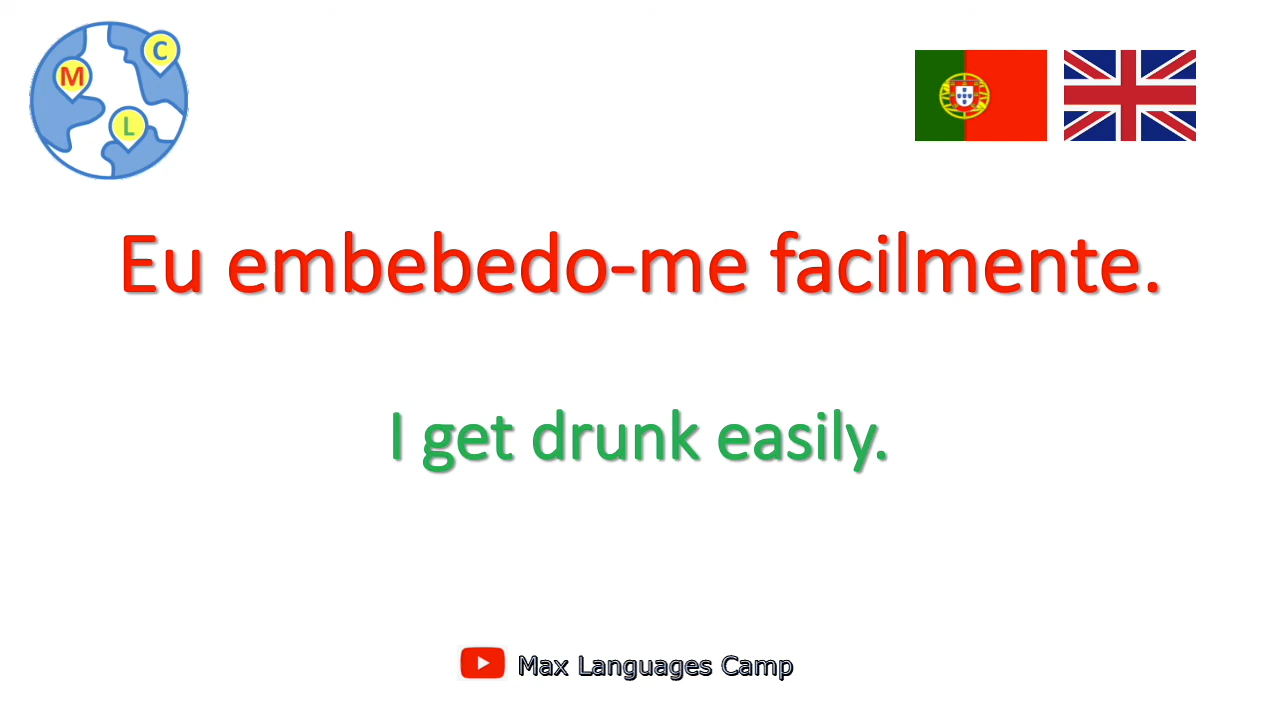 M
C
L
Eu embebedo-me facilmente.
I get drunk easily.
Max Languages Camp